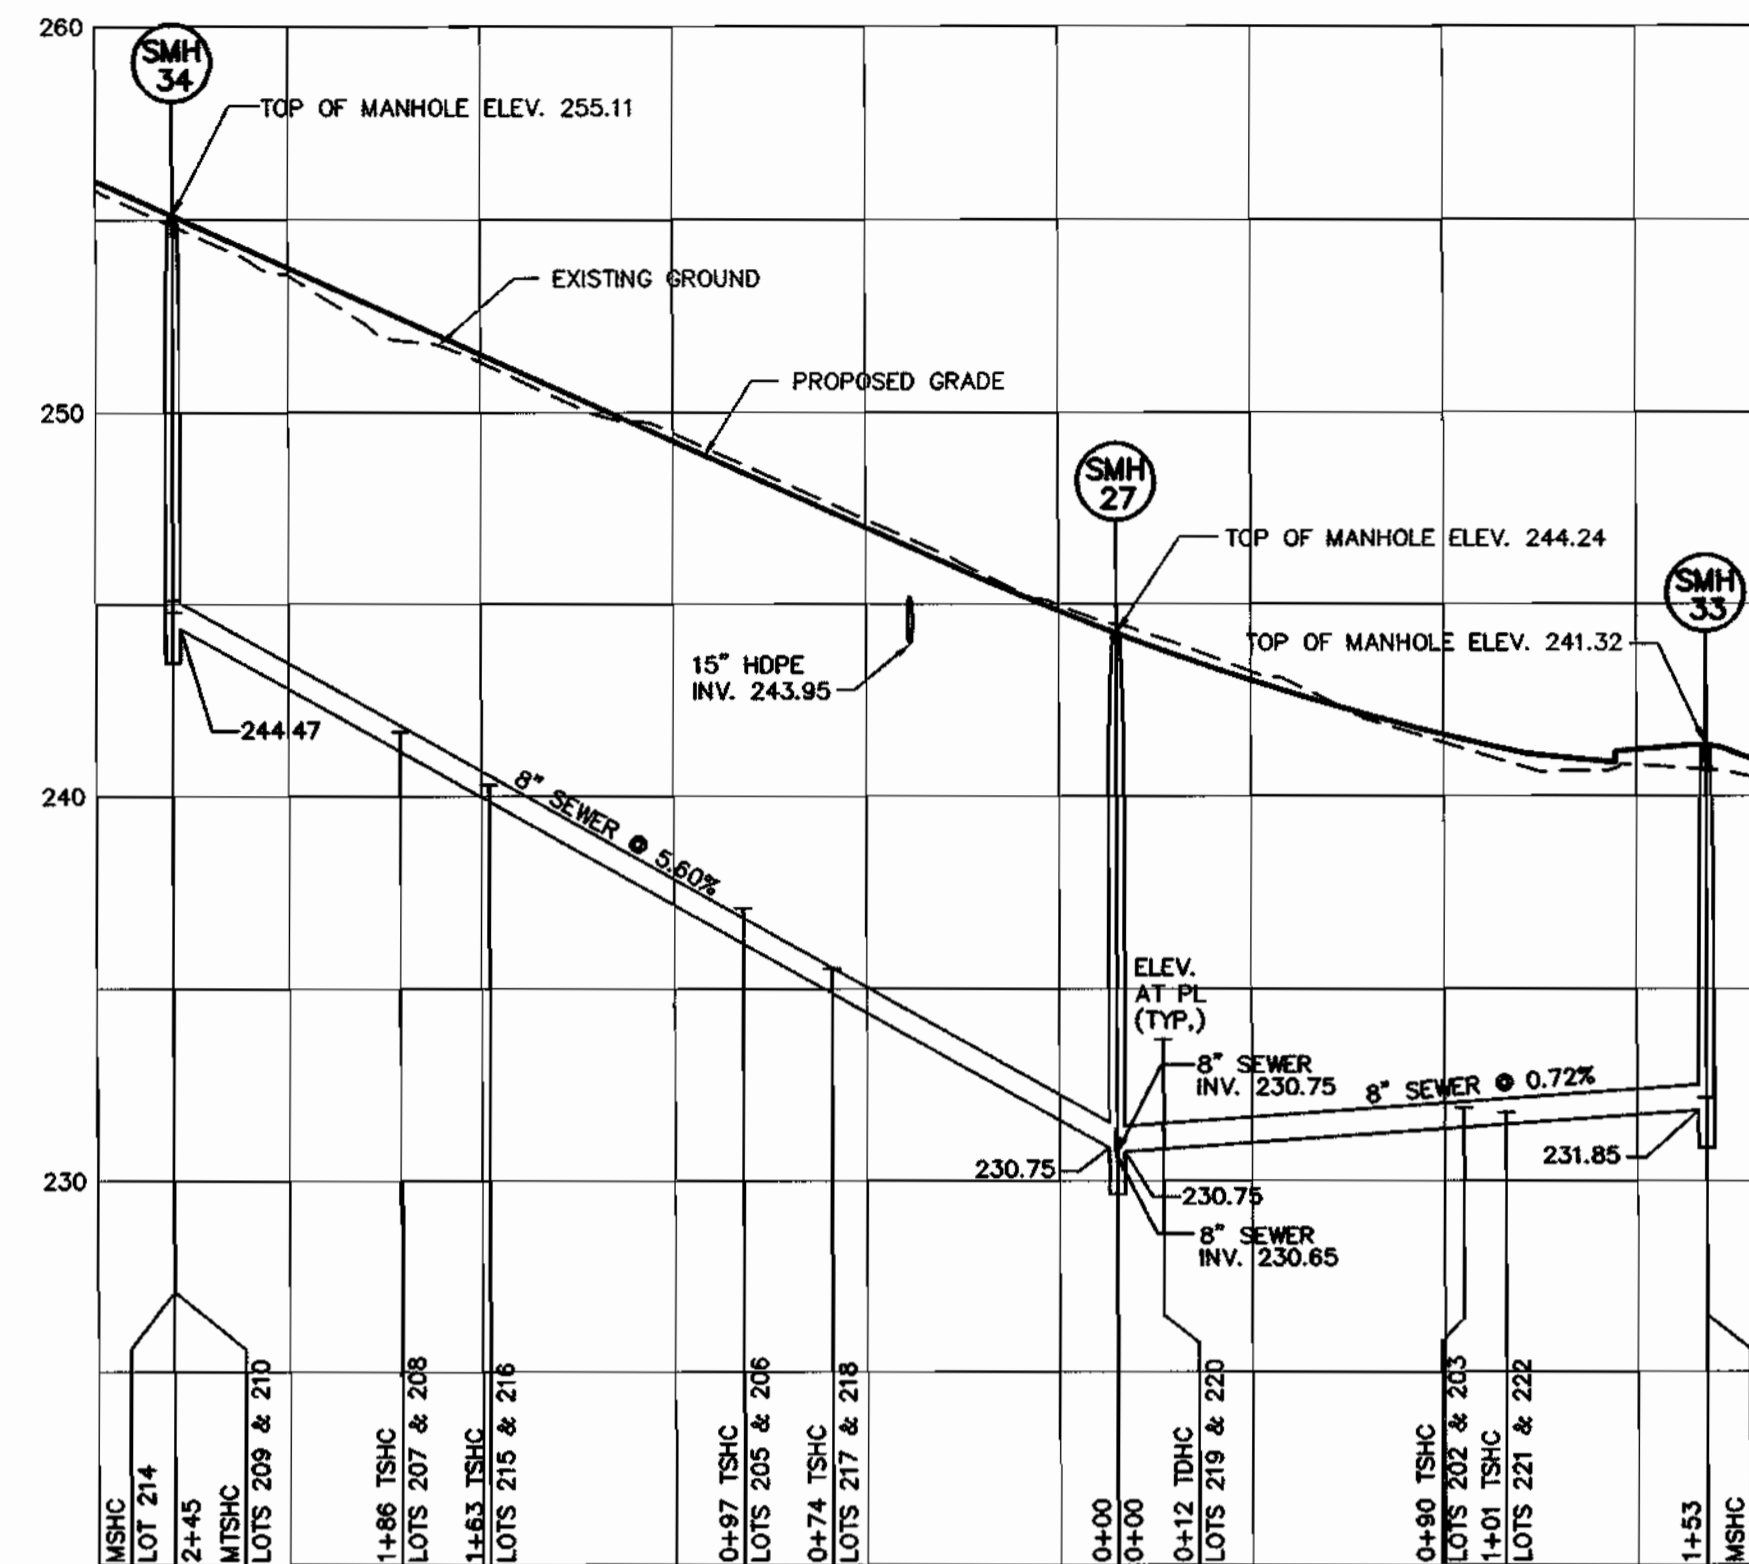 260
SMH
34
TOP OF MANHOLE ELEV. 255.11
EXISTING GROUND
PROPOSED GRADE
250
SMH
27
TOP OF MANHOLE ELEV. 244.24
SMH
33
TOP OF MANHOLE ELEV. 241.32
15" HDPE
INV. 243.95
244.47
240
8" SEWER @ 5.60%
ELEV.
AT PL
(TYP.)
8" SEWER
INV. 230.75
8" SEWER @ 0.72%
230.75
231.85
230
230.75
8" SEWER
INV. 230.65
MSHC
LOT 214
2+45
MTSHC
LOTS 209 & 210
1+86 TSHC
LOTS 207 & 208
1+63 TSHC
LOTS 215 & 216
0+97 TSHC
LOTS 205 & 206
0+74 TSHC
LOTS 217 & 218
0+00
0+00
0+12 TDHC
LOTS 219 & 220
0+90 TSHC
LOTS 202 & 203
1+01 TSHC
LOTS 221 & 222
1+53
MSHC